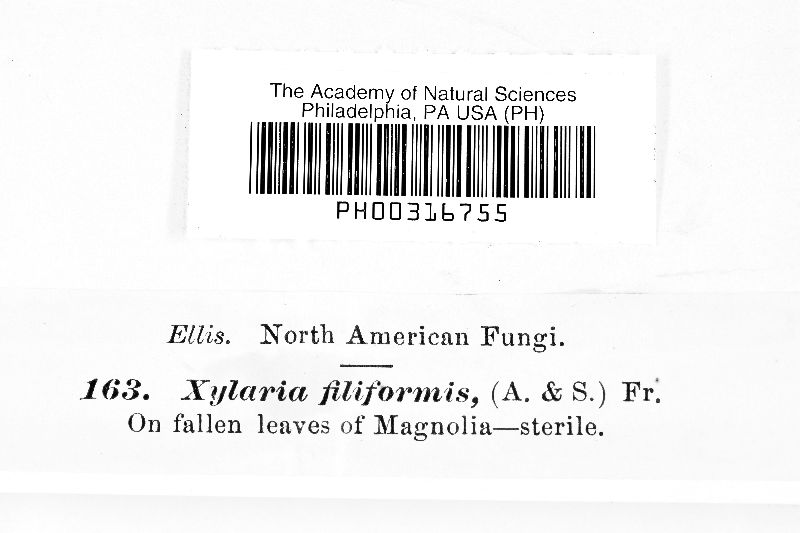 The Academy of Natural Sciences
Philadelphia, PA USA (PH)
PH00316755
Ellis. North American Fungi.
163. Xylaria filiformis, (A. & S.) Fr.
On fallen leaves of Magnolia—sterile.